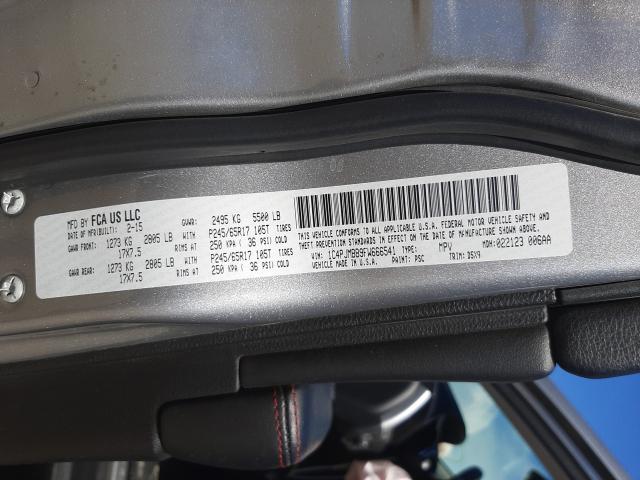 MFD BY FCA US LLC
DATE OF MFR(BUILT): 2-15 GVWR: 2495 KG 5500 LB
GAWR FRONT: 1273 KG 2805 LB WITH P245/65R17 105T
17X7.5 RIMS AT 250 KPA ( 36 PSI) COLD
GAWR REAR: 1273 KG 2805 LB WITH P245/65R17 105T
17X7.5 RIMS AT 250 KPA ( 36 PSI) COLD
THIS VEHICLE CONFORMS TO ALL APPLICABLE U.S.A. FEDERAL MOTOR VEHICLE SAFETY AND
THEFT PREVENTION STANDARDS IN EFFECT ON THE DATE OF MANUFACTURE SHOWN ABOVE.
VIN: 1C4PJMBB9FW666541 TYPE: MPV MDH: 022123 006AA
VEHICLE MADE IN U.S.A. PAINT: PSC TRIM: D5X9